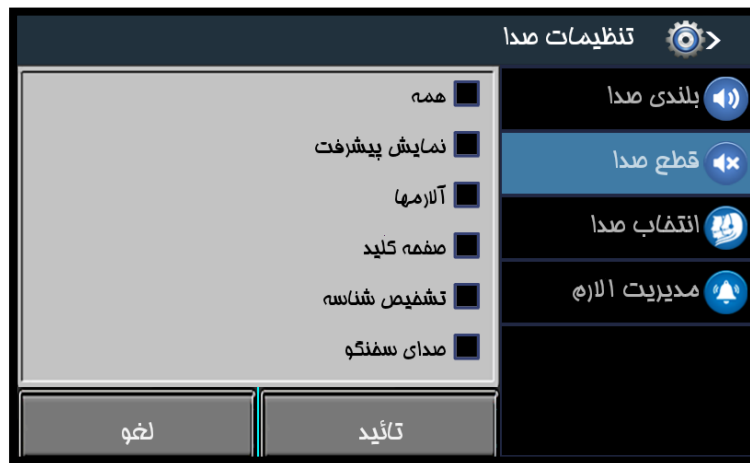 تنظیمات صدا
بلندی صدا
قطع صدا
انتخاب صدا
مدیریت الارم
همه
نمایش پیشرفت
آلارمها
صفحه کلید
تشخیص شناسه
صدای سخنگو
تائید
لغو